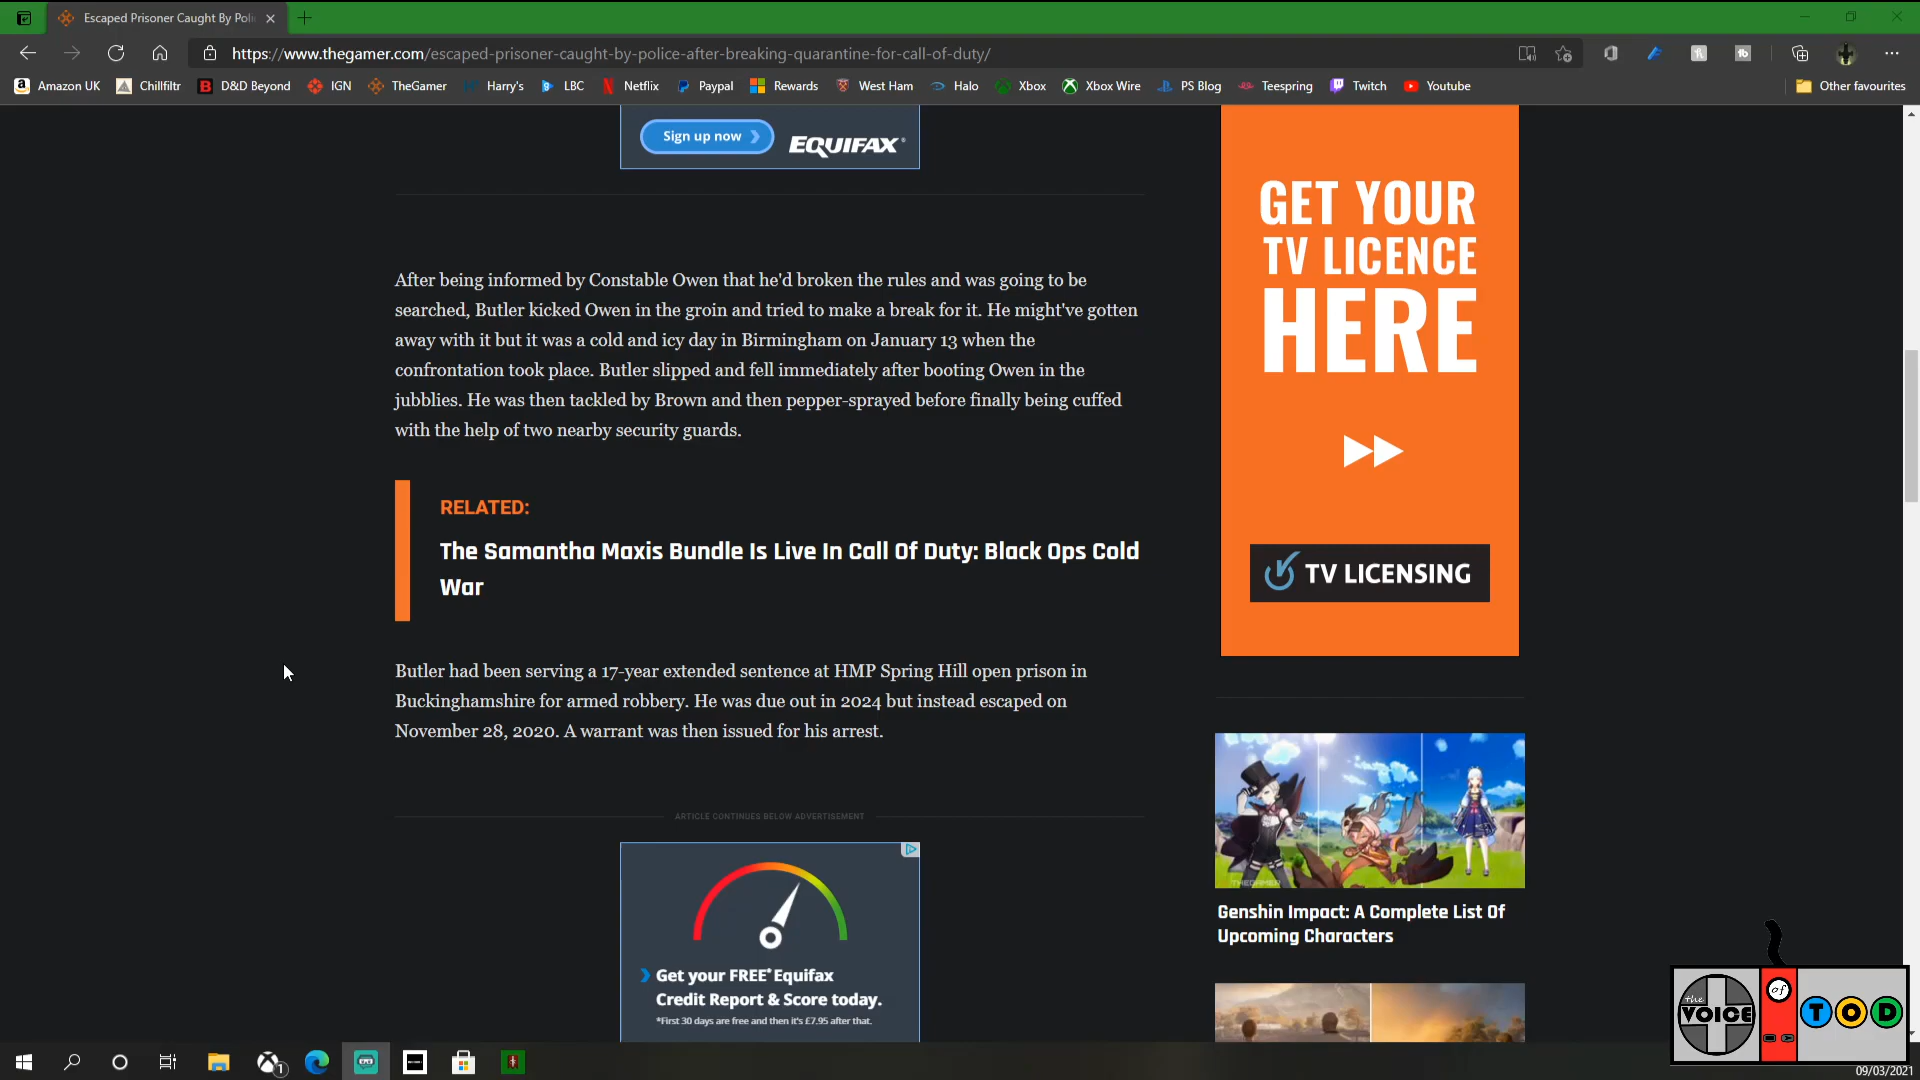 Escaped Prisoner Caught By Poli
https://www.thegamer.com/escaped-prisoner-caught-by-police-after-breaking-quarantine-for-call-of-duty/
Amazon UK Chillfiltr D&D Beyond IGN TheGamer Harry's LBC Netflix Paypal Rewards West Ham Halo Xbox Xbox Wire PS Blog Teespring Twitch Youtube Other favourites
Sign up now
EQUIFAX
After being informed by Constable Owen that he'd broken the rules and was going to be
searched, Butler kicked Owen in the groin and tried to make a break for it. He might've gotten
away with it but it was a cold and icy day in Birmingham on January 13 when the
confrontation took place. Butler slipped and fell immediately after booting Owen in the
jubblies. He was then tackled by Brown and then pepper-sprayed before finally being cuffed
with the help of two nearby security guards.
RELATED:
The Samantha Maxis Bundle Is Live In Call Of Duty: Black Ops Cold
War
Butler had been serving a 17-year extended sentence at HMP Spring Hill open prison in
Buckinghamshire for armed robbery. He was due out in 2024 but instead escaped on
November 28, 2020. A warrant was then issued for his arrest.
ARTICLE CONTINUES BELOW ADVERTISEMENT
Get your FREE* Equifax
Credit Report & Score today.
*First 30 days are free and then it's £7.95 after that.
GET YOUR
TV LICENCE
HERE
TV LICENSING
THEGAMER
Genshin Impact: A Complete List Of
Upcoming Characters
the
VOICE
of
TOD
1
09/03/2021